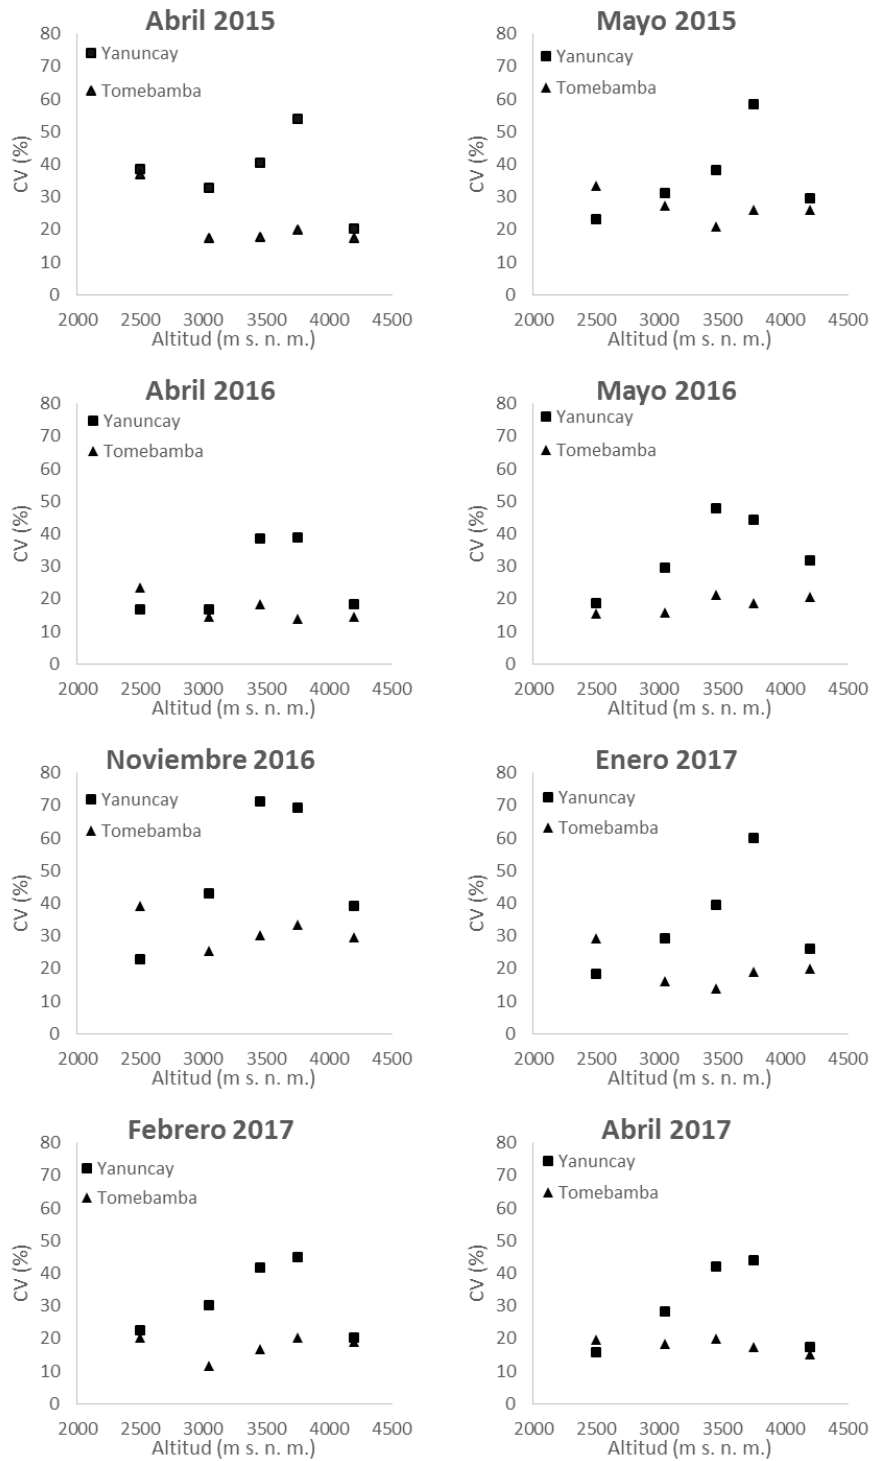 Abril 2015
80
70
60
50
40
30
20
10
0
CV (%)
Yanuncay
Tomebamba
2000 2500 3000 3500 4000 4500
Altitud (m s. n. m.)
Mayo 2015
80
70
60
50
40
30
20
10
0
CV (%)
Yanuncay
Tomebamba
2000 2500 3000 3500 4000 4500
Altitud (m s. n. m.)
Abril 2016
80
70
60
50
40
30
20
10
0
CV (%)
Yanuncay
Tomebamba
2000 2500 3000 3500 4000 4500
Altitud (m s. n. m.)
Mayo 2016
80
70
60
50
40
30
20
10
0
CV (%)
Yanuncay
Tomebamba
2000 2500 3000 3500 4000 4500
Altitud (m s. n. m.)
Noviembre 2016
80
70
60
50
40
30
20
10
0
CV (%)
Yanuncay
Tomebamba
2000 2500 3000 3500 4000 4500
Altitud (m s. n. m.)
Enero 2017
80
70
60
50
40
30
20
10
0
CV (%)
Yanuncay
Tomebamba
2000 2500 3000 3500 4000 4500
Altitud (m s. n. m.)
Febrero 2017
80
70
60
50
40
30
20
10
0
CV (%)
Yanuncay
Tomebamba
2000 2500 3000 3500 4000 4500
Altitud (m s. n. m.)
Abril 2017
80
70
60
50
40
30
20
10
0
CV (%)
Yanuncay
Tomebamba
2000 2500 3000 3500 4000 4500
Altitud (m s. n. m.)